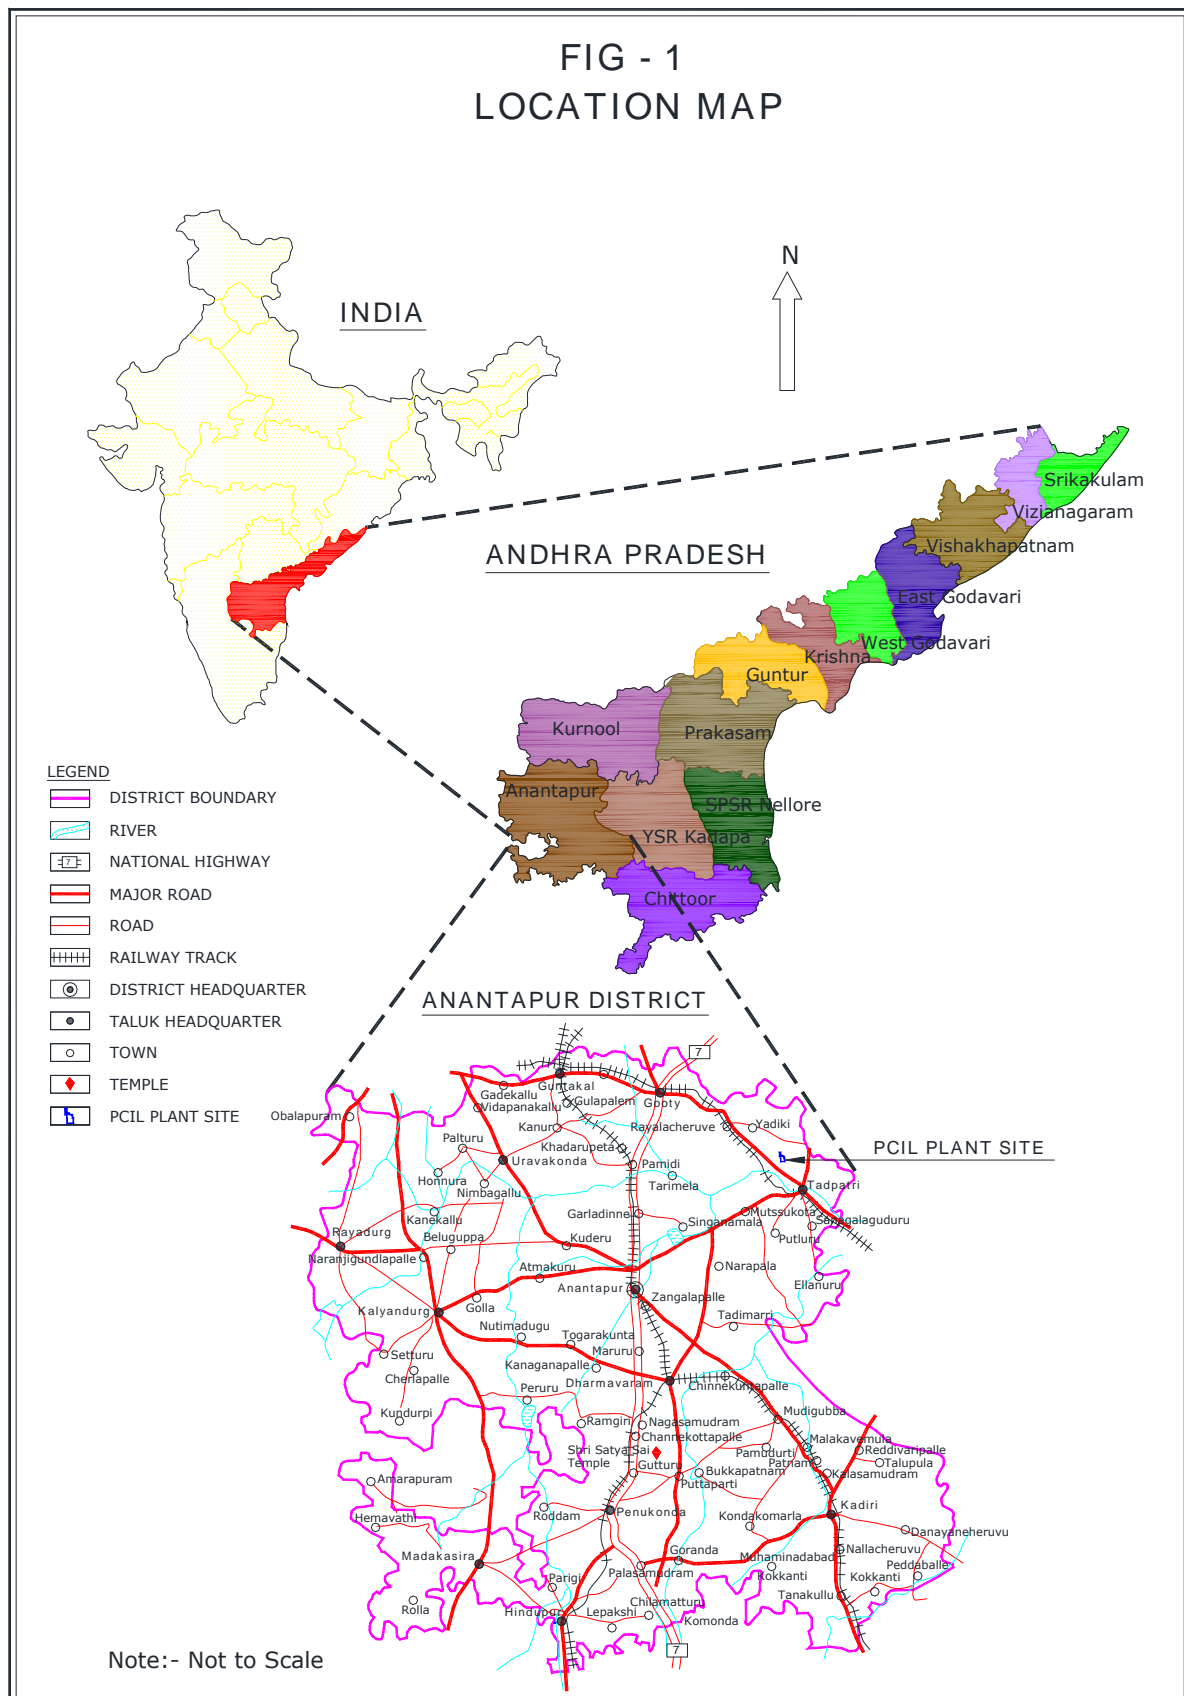 FIG - 1
LOCATION MAP
INDIA
N
ANDHRA PRADESH
Srikakulam
Vizianagaram
Vishakhapatnam
East Godavari
West Godavari
Krishna
Guntur
Kurnool
Prakasam
Anantapur
SPSR Nellore
YSR Kadapa
Chittoor
LEGEND
DISTRICT BOUNDARY
RIVER
7 NATIONAL HIGHWAY
MAJOR ROAD
ROAD
RAILWAY TRACK
DISTRICT HEADQUARTER
TALUK HEADQUARTER
TOWN
TEMPLE
PCIL PLANT SITE
ANANTAPUR DISTRICT
7
Guntakal
Gadekallu
Vidapanakallu
Gulapalem
Gooty
Obalapuram
Kanur
Rayalacheruve
Yadiki
Palturu
Khadarupeta
PCIL PLANT SITE
Uravakonda
Pamidi
Honnura
Tarimela
Tadpatri
Nimbagallu
Kanekallu
Garladinne
Singanamala
Mutssukota
Sanagalaguduru
Rayadurg
Beluguppa
Kuderu
Putluru
Naranjigundlapalle
Atmakuru
Narapala
Anantapur
Ellanuru
Zangalapalle
Kalyandurg
Golla
Tadimarri
Nutimadugu
Togarakunta
Maruru
Setturu
Kanaganapalle
Cherlapalle
Dharmavaram
Chinnekuntapalle
Peruru
Kundurpi
Ramgiri
Nagasamudram
Mudigubba
Channekottapalle
Malakavemula
Shri Satya Sai
Temple
Pamudurti
Reddivaripalle
Gutturu
Patnam
Talupula
Amarapuram
Bukkapatnam
Kalasamudram
Puttaparti
Hemavathi
Roddam
Penukonda
Kondakomarla
Kadiri
Danayaneheruvu
Madakasira
Goranda
Muhaminadabad
Nallacheruvu
Palasamudram
Kokkanti
Peddaballe
Parigi
Kokkanti
Rolla
Tanakullu
Hindupur
Lepakshi
Chilamatturu
Komonda
7
Note:- Not to Scale